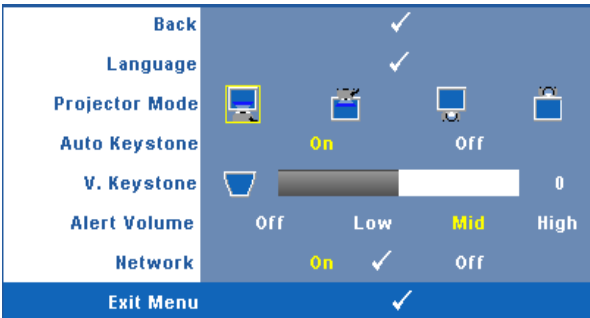 Back ✓
Language ✓
Projector Mode
Auto Keystone On Off
V. Keystone 0
Alert Volume Off Low Mid High
Network On ✓ Off
Exit Menu ✓